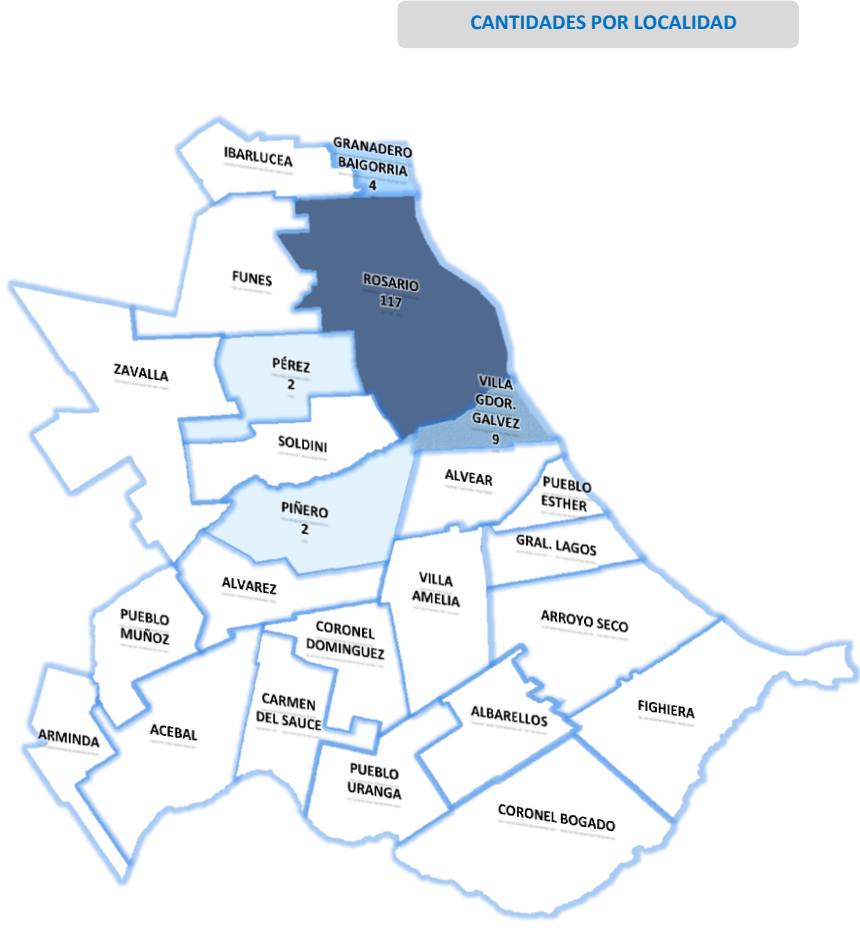 CANTIDADES POR LOCALIDAD
IBARLUCEA
GRANADERO
BAIGORRIA
4
FUNES
ROSARIO
117
ZAVALLA
PÉREZ
2
VILLA
GDOR.
GALVEZ
9
SOLDINI
ALVEAR
PUEBLO
ESTHER
PIÑERO
2
GRAL. LAGOS
ALVAREZ
VILLA
AMELIA
PUEBLO
MUÑOZ
CORONEL
DOMINGUEZ
ARROYO SECO
CARMEN
DEL SAUCE
ALBARELLOS
FIGHIERA
ARMINDA
ACEBAL
PUEBLO
URANGA
CORONEL BOGADO